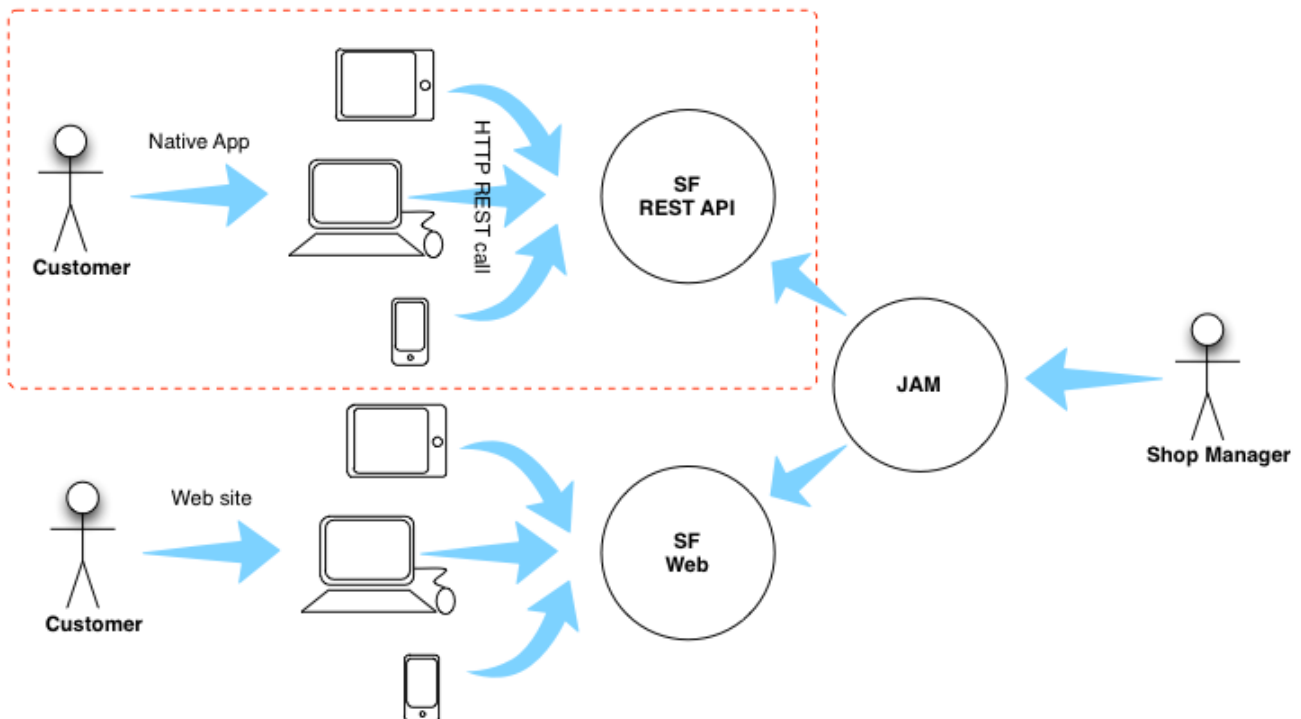 Native App
HTTP REST call
SF
REST API
Customer
JAM
Shop Manager
Web site
SF
Web
Customer